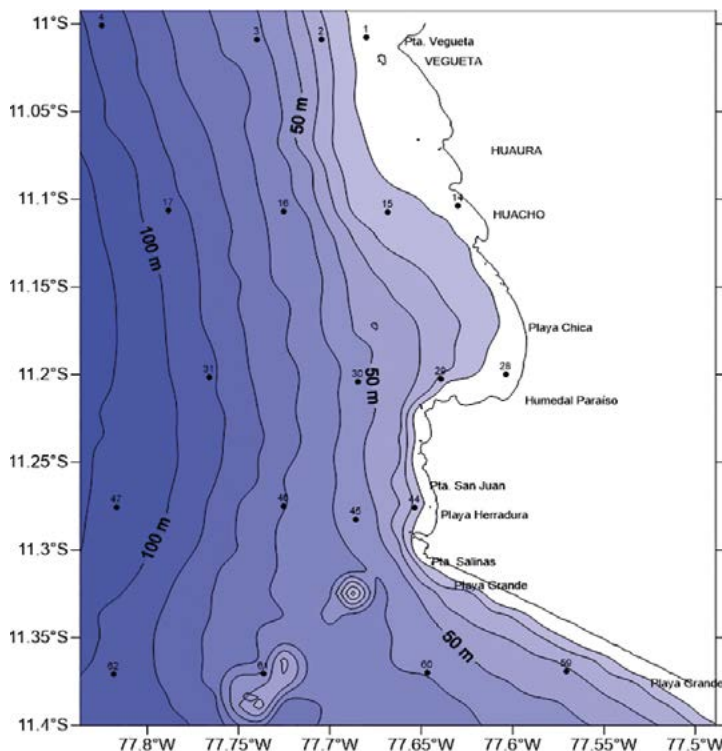 11°S
4
3
2
1
Pta. Vegueta
VEGUETA
50 m
11.05°S
HUAURA
11.1°S
17
16
15
14
HUACHO
100 m
11.15°S
Playa Chica
11.2°S
31
30
29
28
50 m
Humedal Paraíso
11.25°S
Pta. San Juan
47
46
45
44
Playa Herradura
11.3°S
100 m
Pta. Salinas
Playa Grande
11.35°S
50 m
62
61
60
59
Playa Grande
11.4°S
77.8°W
77.75°W
77.7°W
77.65°W
77.6°W
77.55°W
77.5°W